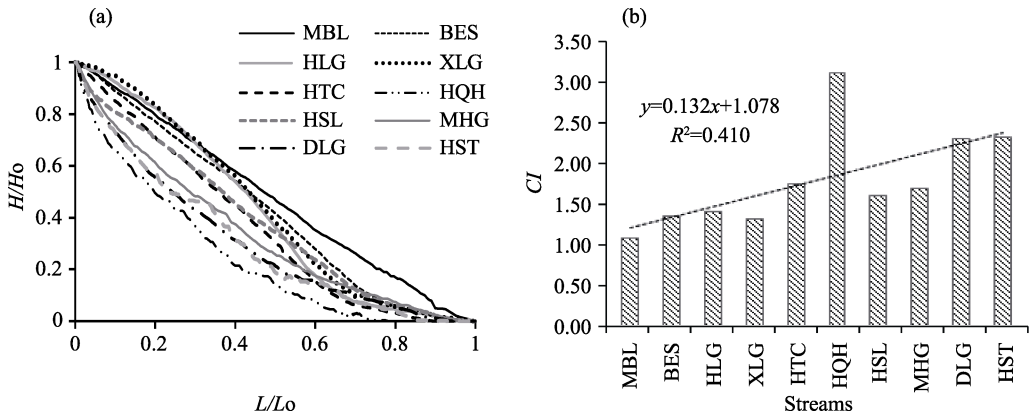 (a)
MBL
BES
HLG
XLG
HTC
HQH
HSL
MHG
DLG
HST
1
0.8
0.6
0.4
0.2
0
H/Ho
0 0.2 0.4 0.6 0.8 1
L/Lo
(b)
3.50
3.00
2.50
2.00
1.50
1.00
0.50
0.00
CI
y=0.132x+1.078
R²=0.410
MBL BES HLG XLG HTC HQH HSL MHG DLG HST
Streams